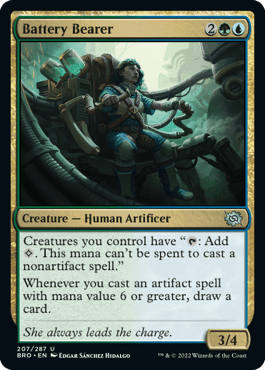 Battery Bearer 2
Creature — Human Artificer
Creatures you control have “: Add
. This mana can't be spent to cast a
nonartifact spell.”
Whenever you cast an artifact spell
with mana value 6 or greater, draw a
card.
She always leads the charge.
3/4
207/287 U
BRO • EN Edgar Sánchez Hidalgo ™ & © 2022 Wizards of the Coast